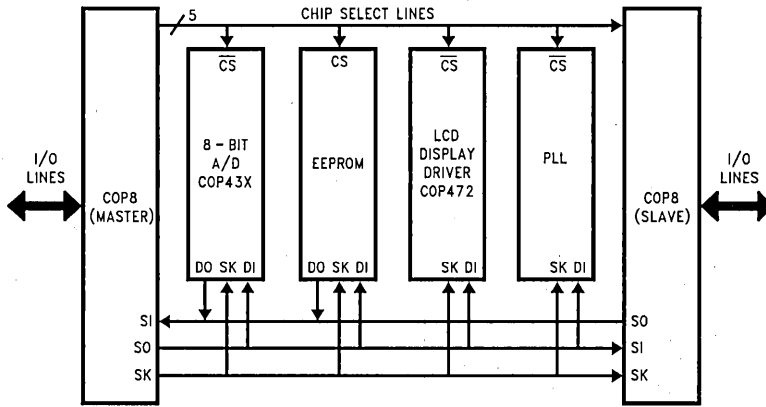 5
CHIP SELECT LINES
CS
CS
CS
CS
8 - BIT
A/D
COP43X
EEPROM
LCD
DISPLAY
DRIVER
COP472
PLL
I/O
LINES
COP8
(MASTER)
COP8
(SLAVE)
I/O
LINES
DO SK DI
DO SK DI
SK DI
SK DI
SI
SO
SO
SI
SK
SK